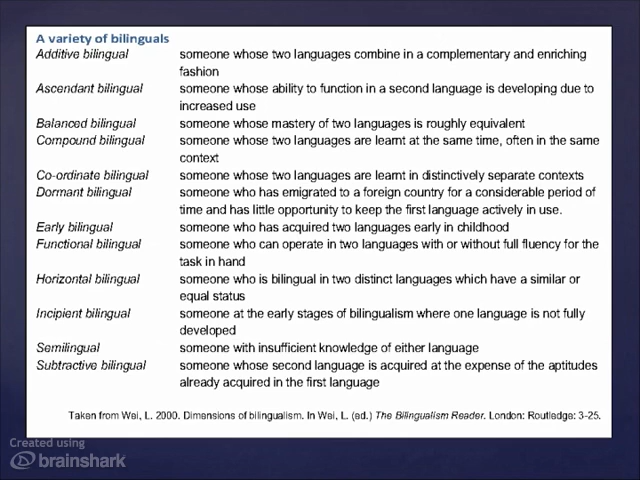 A variety of bilinguals
Additive bilingual someone whose two languages combine in a complementary and enriching
fashion
Ascendant bilingual someone whose ability to function in a second language is developing due to
increased use
Balanced bilingual someone whose mastery of two languages is roughly equivalent
Compound bilingual someone whose two languages are learnt at the same time, often in the same
context
Co-ordinate bilingual someone whose two languages are learnt in distinctively separate contexts
Dormant bilingual someone who has emigrated to a foreign country for a considerable period of
time and has little opportunity to keep the first language actively in use.
Early bilingual someone who has acquired two languages early in childhood
Functional bilingual someone who can operate in two languages with or without full fluency for the
task in hand
Horizontal bilingual someone who is bilingual in two distinct languages which have a similar or
equal status
Incipient bilingual someone at the early stages of bilingualism where one language is not fully
developed
Semilingual someone with insufficient knowledge of either language
Subtractive bilingual someone whose second language is acquired at the expense of the aptitudes
already acquired in the first language
Taken from Wei, L. 2000. Dimensions of bilingualism. In Wei, L. (ed.) The Bilingualism Reader. London: Routledge: 3-25.
Created using
brainshark